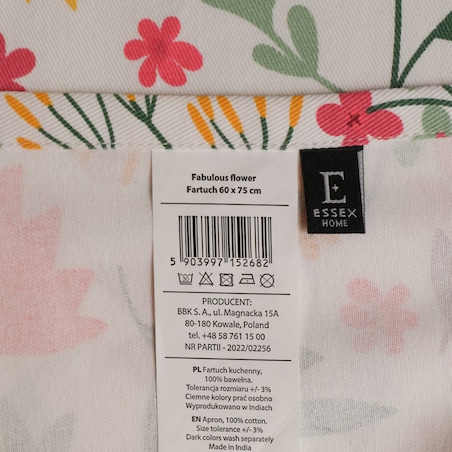 Fabulous flower
Fartuch 60 x 75 cm
E
ESSEX
HOME
5 903997 152682
PRODUCENT:
BBK S. A., ul. Magnacka 15A
80-180 Kowale, Poland
tel. +48 58 761 15 00
NR PARTII - 2022/02256
PL Fartuch kuchenny,
100% bawełna.
Tolerancja rozmiaru +/- 3%
Ciemne kolory prać osobno
Wyprodukowano w Indiach
EN Apron, 100% cotton.
Size tolerance +/- 3%
Dark colors wash separately
Made in India